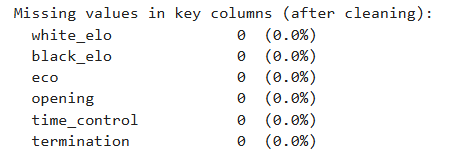 Missing values in key columns (after cleaning):
white_elo 0 (0.0%)
black_elo 0 (0.0%)
eco 0 (0.0%)
opening 0 (0.0%)
time_control 0 (0.0%)
termination 0 (0.0%)